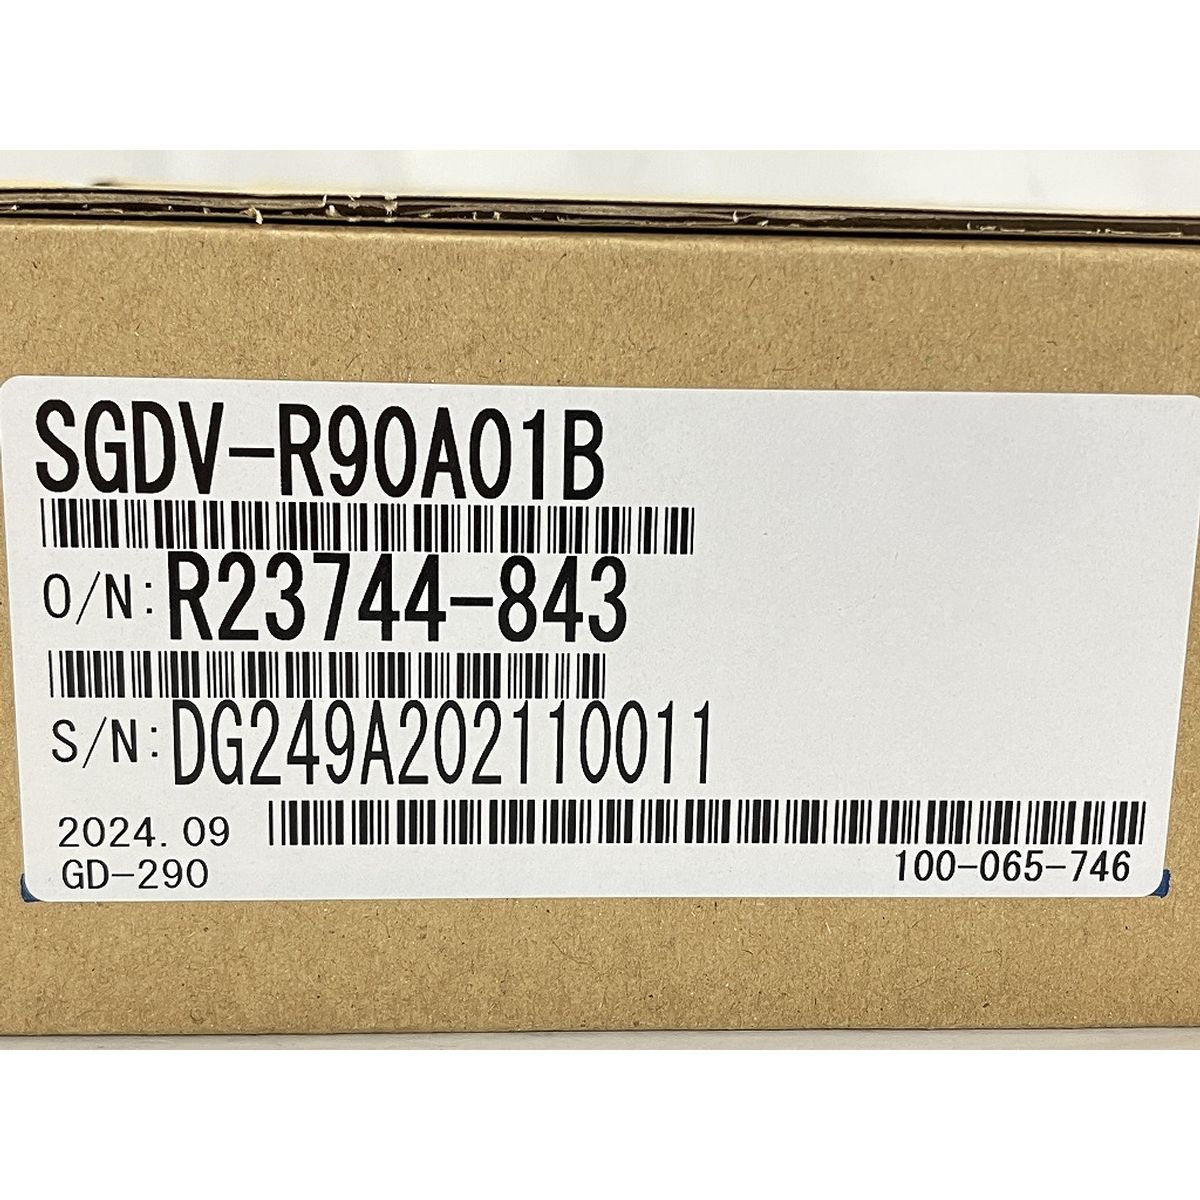 SGDV-R90A01B
O/N:R23744-843
S/N:DG249A202110011
2024.09
GD-290
100-065-746